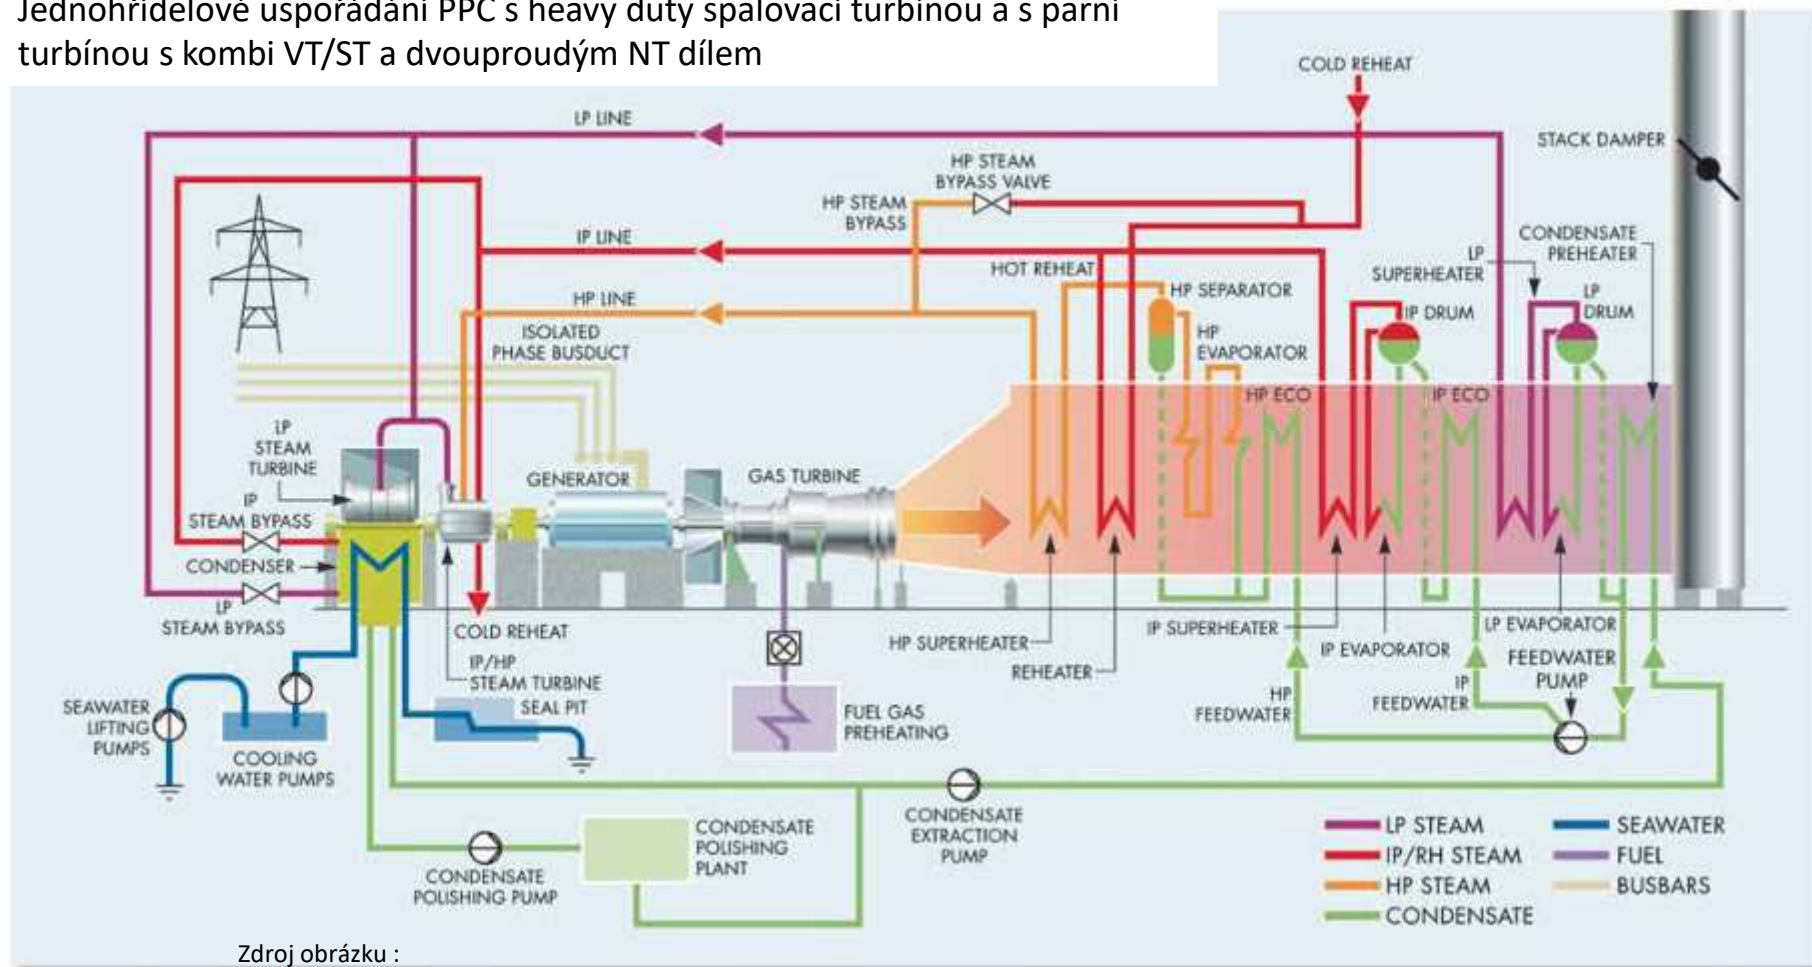 Jednohřídelové uspořádání PPC s heavy duty spalovací turbínou a s parní
turbínou s kombi VT/ST a dvouproudým NT dílem
COLD REHEAT
LP LINE
STACK DAMPER
HP STEAM
BYPASS VALVE
HP STEAM
BYPASS
IP LINE
CONDENSATE
PREHEATER
LP
SUPERHEATER
HOT REHEAT
HP SEPARATOR
LP
DRUM
IP DRUM
HP LINE
ISOLATED
PHASE BUSDUCT
HP
EVAPORATOR
HP ECO
IP ECO
LP
STEAM
TURBINE
GENERATOR
GAS TURBINE
IP
STEAM BYPASS
CONDENSER
LP
STEAM BYPASS
COLD REHEAT
IP/HP
STEAM TURBINE
HP SUPERHEATER
REHEATER
IP SUPERHEATER
IP EVAPORATOR
LP EVAPORATOR
FEEDWATER
PUMP
HP
FEEDWATER
IP
FEEDWATER
SEAWATER
LIFTING
PUMPS
COOLING
WATER PUMPS
SEAL PIT
FUEL GAS
PREHEATING
CONDENSATE
POLISHING PUMP
CONDENSATE
POLISHING
PLANT
CONDENSATE
EXTRACTION
PUMP
LP STEAM
IP/RH STEAM
HP STEAM
CONDENSATE
SEAWATER
FUEL
BUSBARS
Zdroj obrázku :